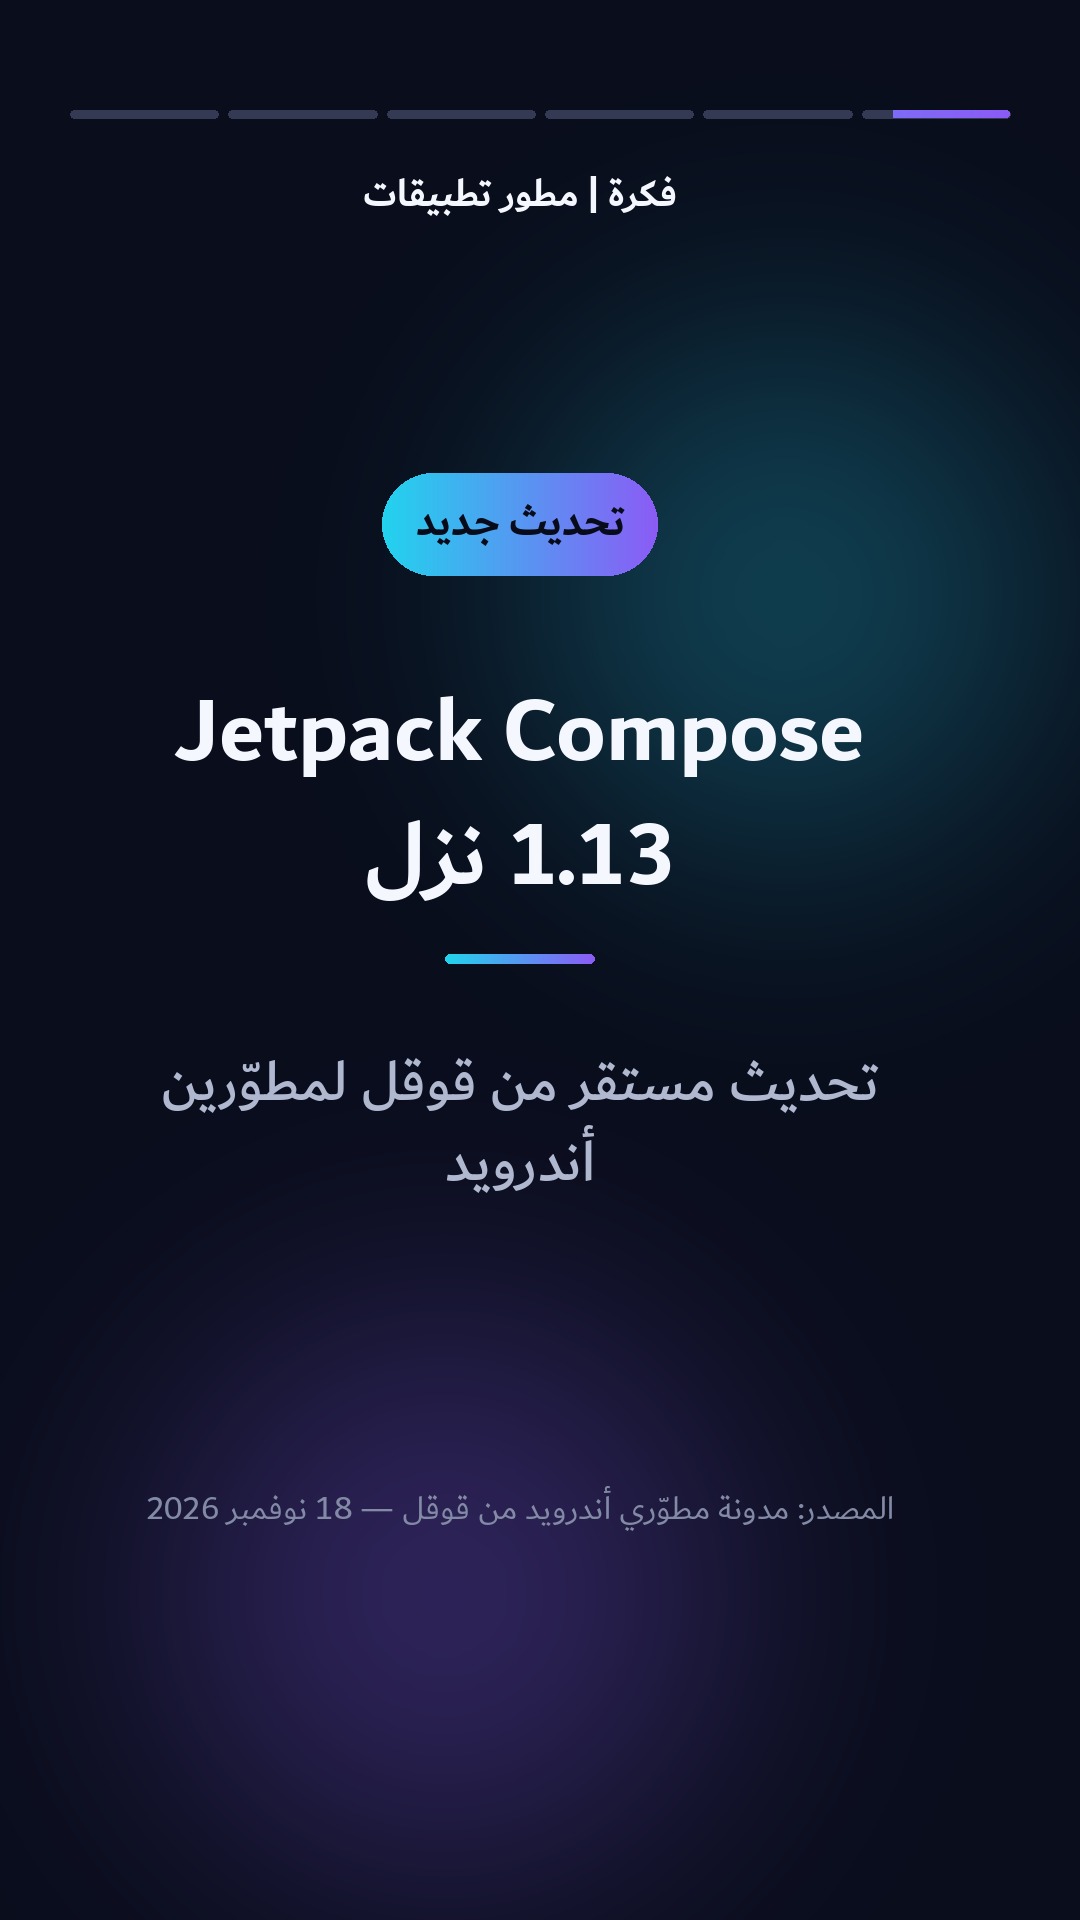 فكرة | مطور تطبيقات
تحديث جديد
Jetpack Compose
1.13 نزل
تحديث مستقر من قوقل لمطوّرين
أندرويد
المصدر: مدونة مطوّري أندرويد من قوقل — 18 نوفمبر 2026